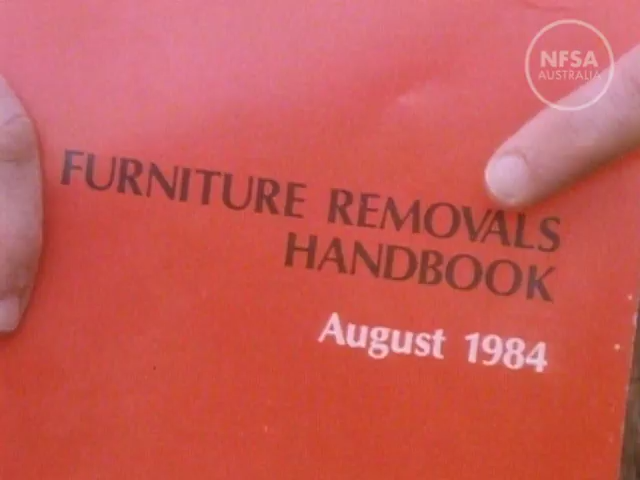 NFSA
AUSTRALIA
FURNITURE REMOVALS
HANDBOOK
August 1984